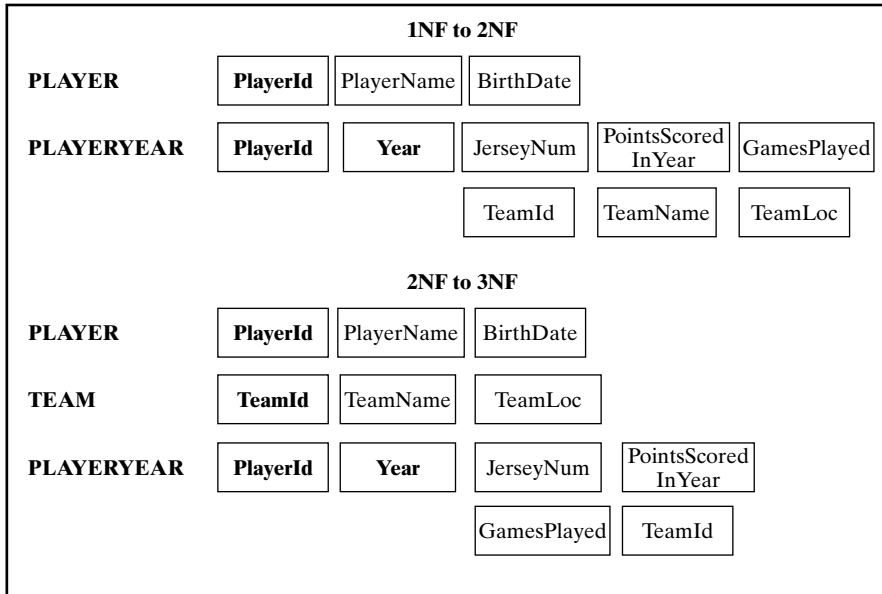 1NF to 2NF
PLAYER PlayerId PlayerName BirthDate
PLAYERYEAR PlayerId Year JerseyNum PointsScored InYear GamesPlayed
TeamId TeamName TeamLoc
2NF to 3NF
PLAYER PlayerId PlayerName BirthDate
TEAM TeamId TeamName TeamLoc
PLAYERYEAR PlayerId Year JerseyNum PointsScored InYear
GamesPlayed TeamId